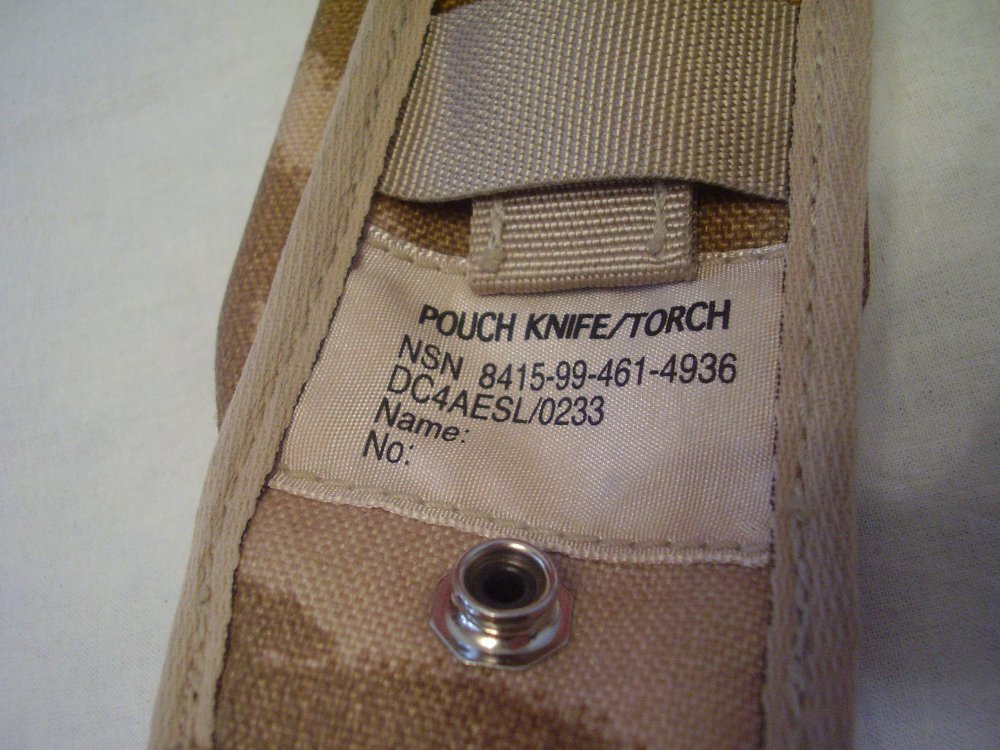 POUCH KNIFE/TORCH
NSN 8415-99-461-4936
DC4AESL/0233
Name:
No: